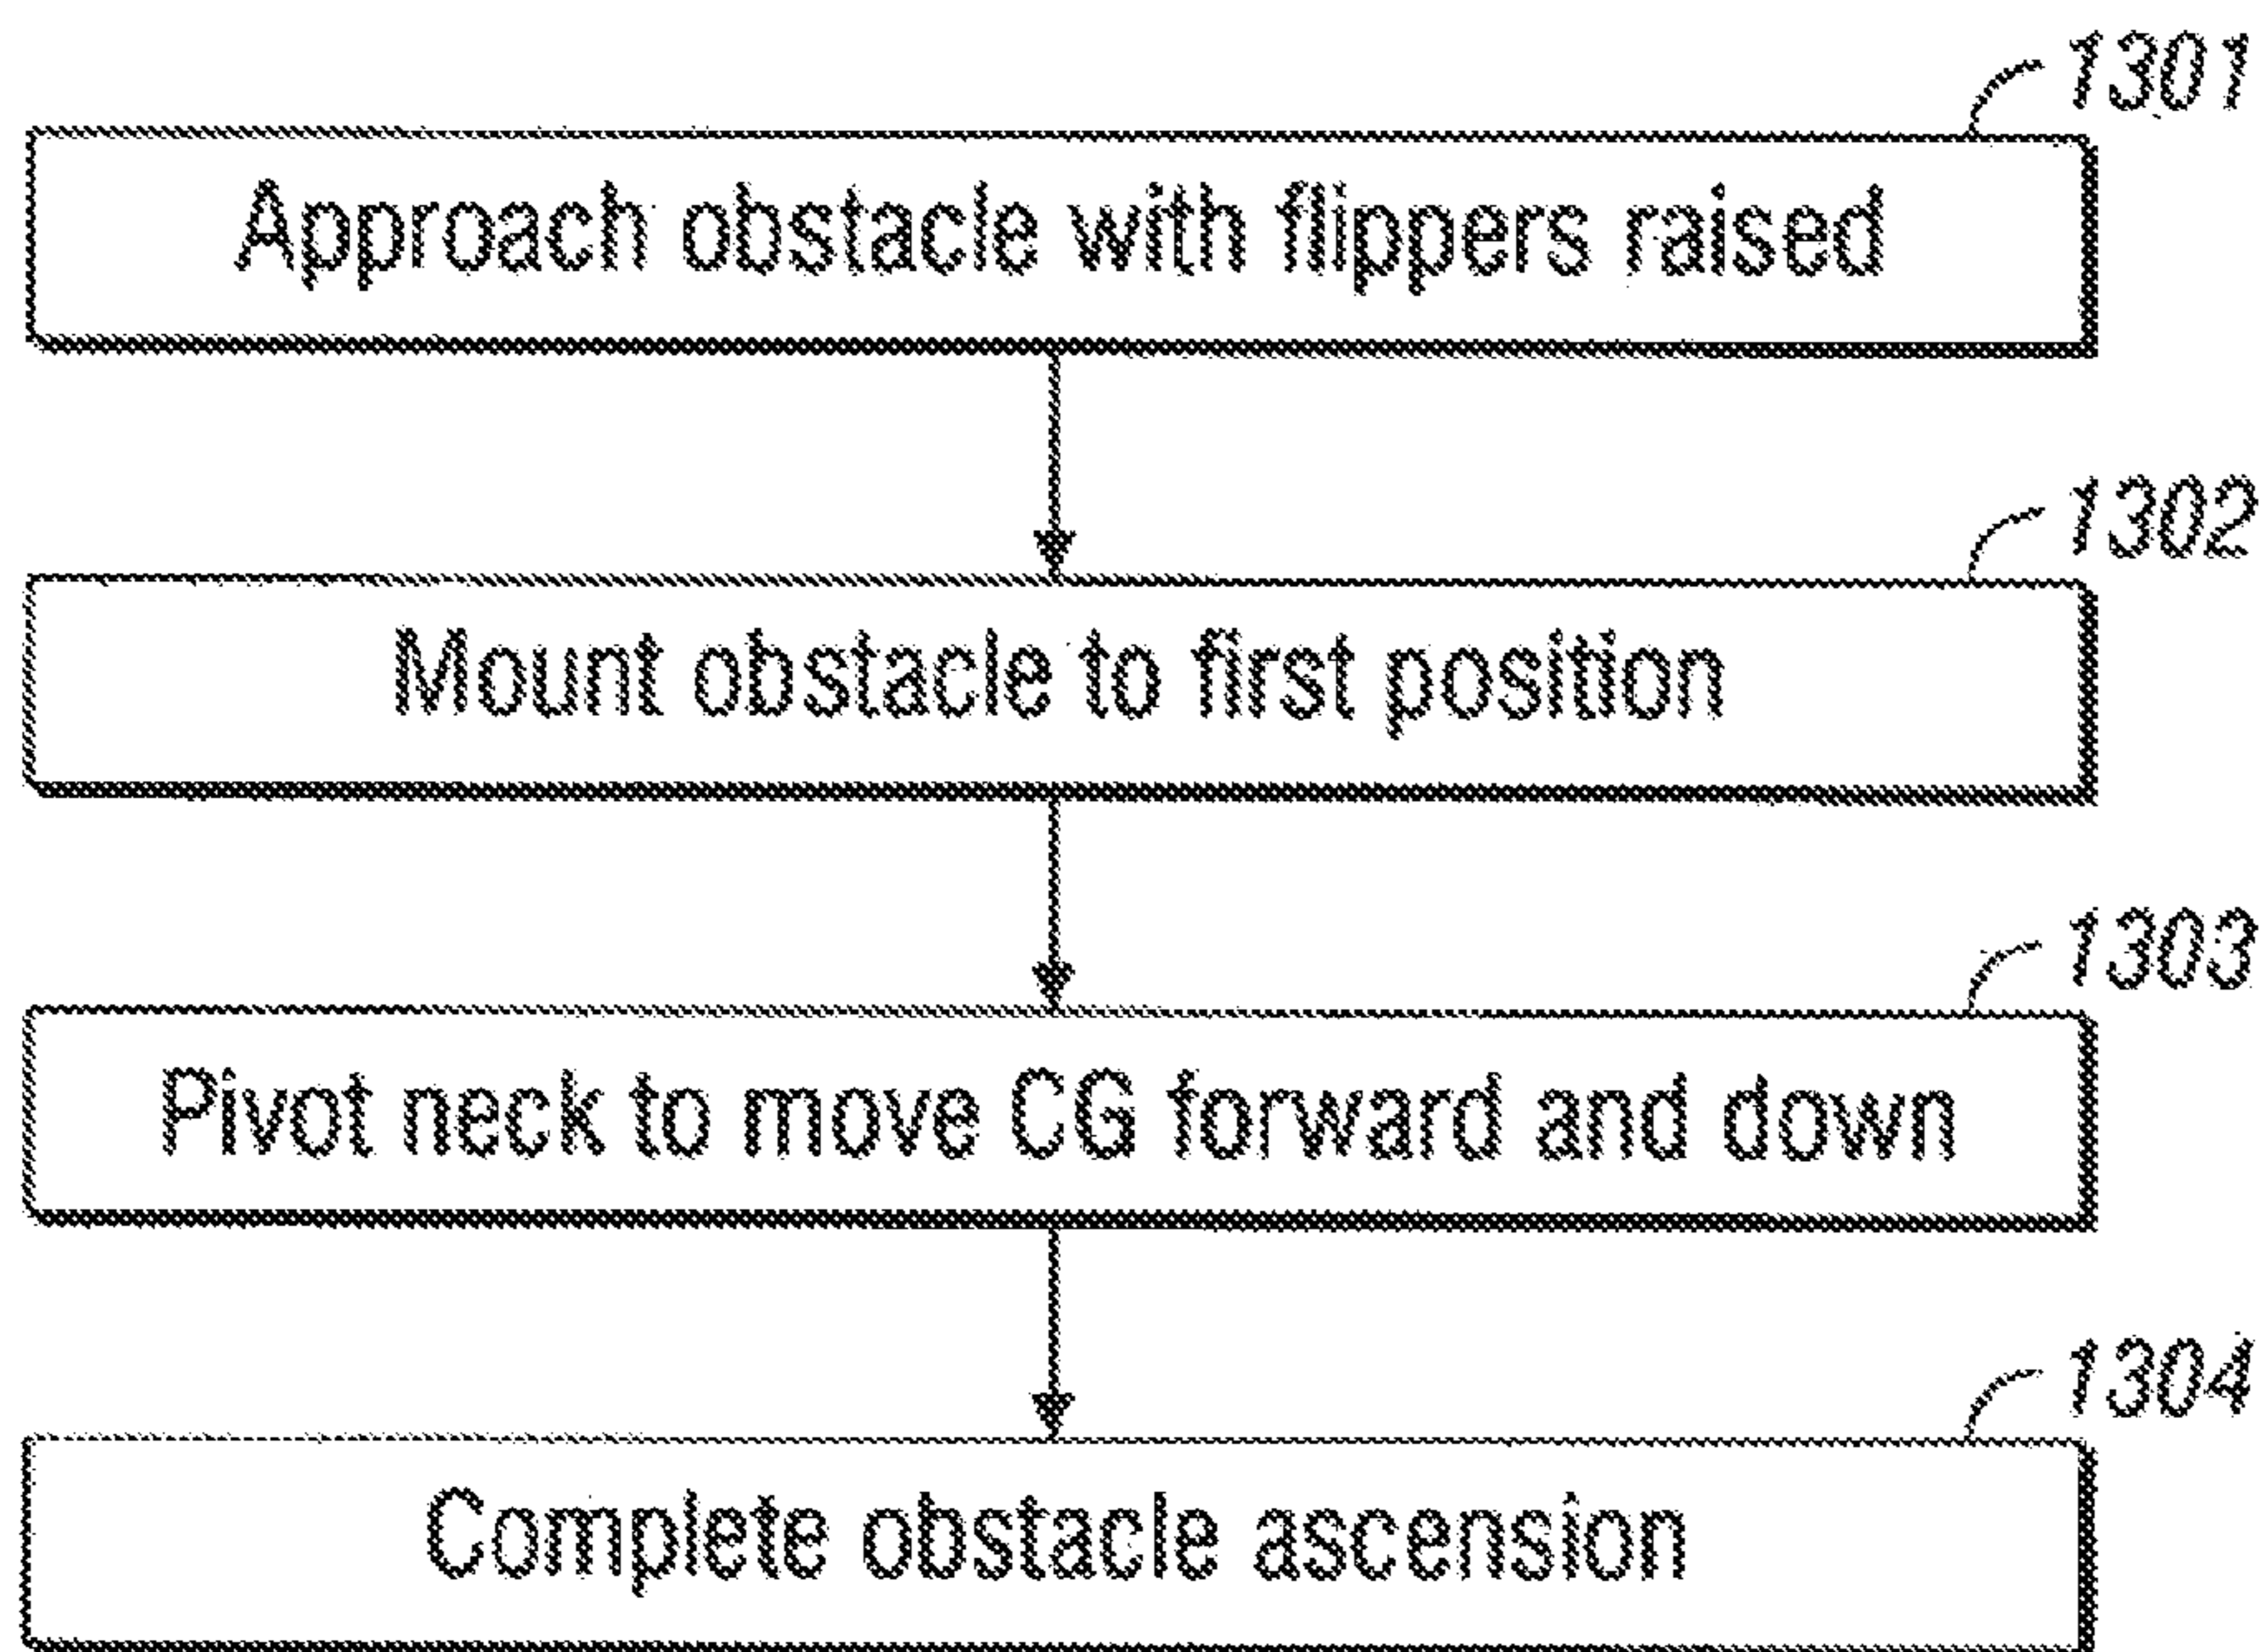 1301
Approach obstacle with flippers raised
1302
Mount obstacle to first position
1303
Pivot neck to move CG forward and down
1304
Complete obstacle ascension